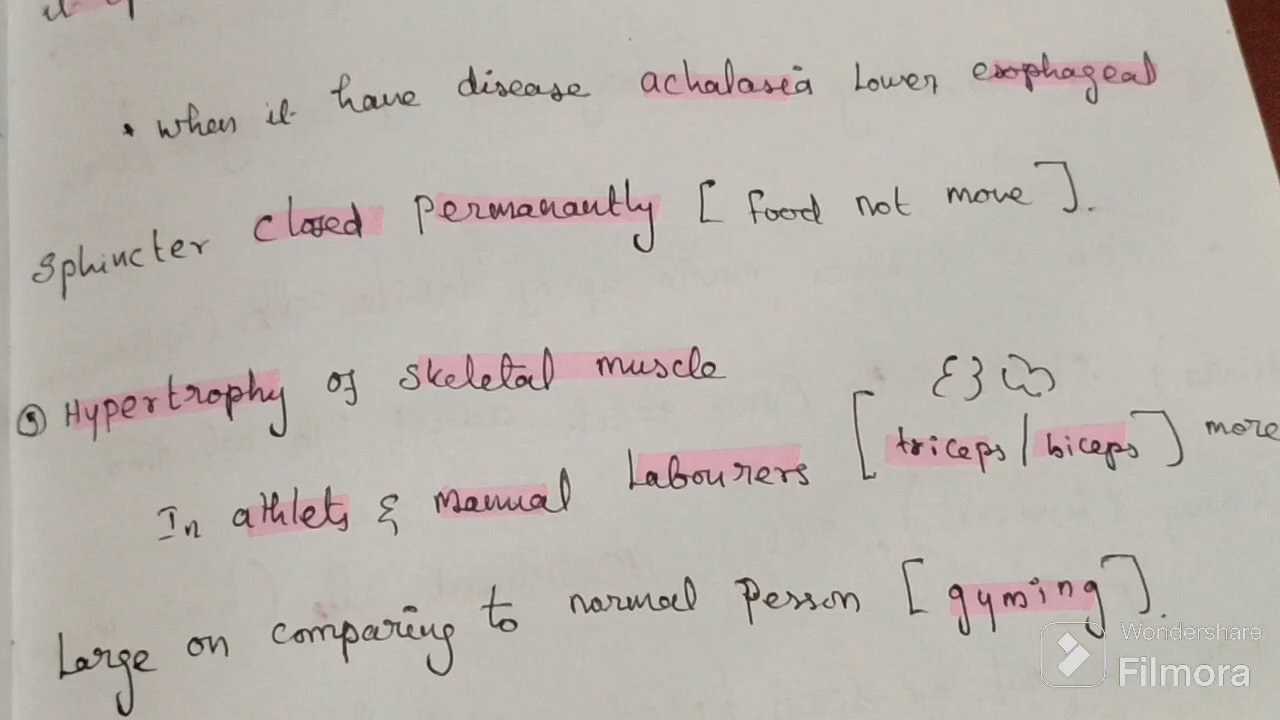 • When it have disease achalasia Lower esophageal
Sphincter closed permanantly [ food not move ].
③ Hypertrophy of skeletal muscle
In athlets & manual Labourers [ triceps / biceps ] more
Large on comparing to normal person [ gyming ].
Wondershare
Filmora